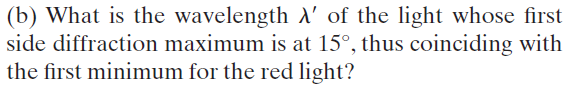 (b) What is the wavelength λ′ of the light whose first
side diffraction maximum is at 15°, thus coinciding with
the first minimum for the red light?